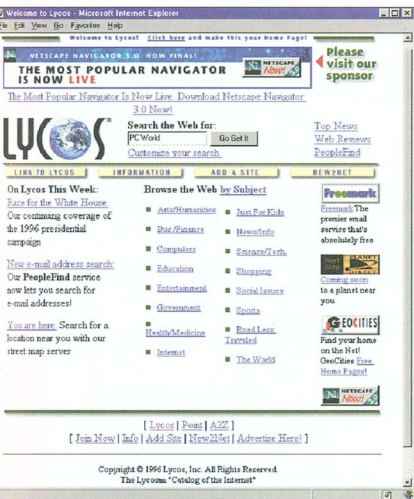 Welcome to Lycos - Microsoft Internet Explorer
File Edit View Go Favorites Help
Welcome to Lycos! Click here and make this your Home Page!
NETSCAPE NAVIGATOR 3.0 NOW FINAL!
THE MOST POPULAR NAVIGATOR
IS NOW LIVE
NETSCAPE
Now!
Please
visit our
sponsor
The Most Popular Navigator Is Now Live. Download Netscape Navigator
3.0 Now!
LYCOS
Search the Web for:
PC World
Go Get It
Customize your search
Top News
Web Reviews
PeopleFind
LINK TO LYCOS
INFORMATION
ADD A SITE
NEW2NET
On Lycos This Week:
Race for the White House:
Our continuing coverage of
the 1996 presidential
campaign
New e-mail address search:
Our PeopleFind service
now lets you search for
e-mail addresses!
You are here: Search for a
location near you with our
street map server
Browse the Web by Subject
Arts/Humanities
Bus/Finance
Computers
Education
Entertainment
Government
Health/Medicine
Internet
Just For Kids
News/Info
Science/Tech.
Shopping
Social Issues
Sports
Road Less
Traveled
The World
Freemark
Freemark The
premier email
service that's
absolutely free
Next
Stop
PLANET
DIRECT
Coming soon
to a planet near
you.
GEOCITIES
Find your home
on the Net!
GeoCities Free
Home Pages!
NETSCAPE
Now!
[ Lycos | Point | A2Z ]
[ Join Now | Info | Add Site | New2Net | Advertise Here! ]
Copyright © 1996 Lycos, Inc. All Rights Reserved.
The Lycos™ "Catalog of the Internet"